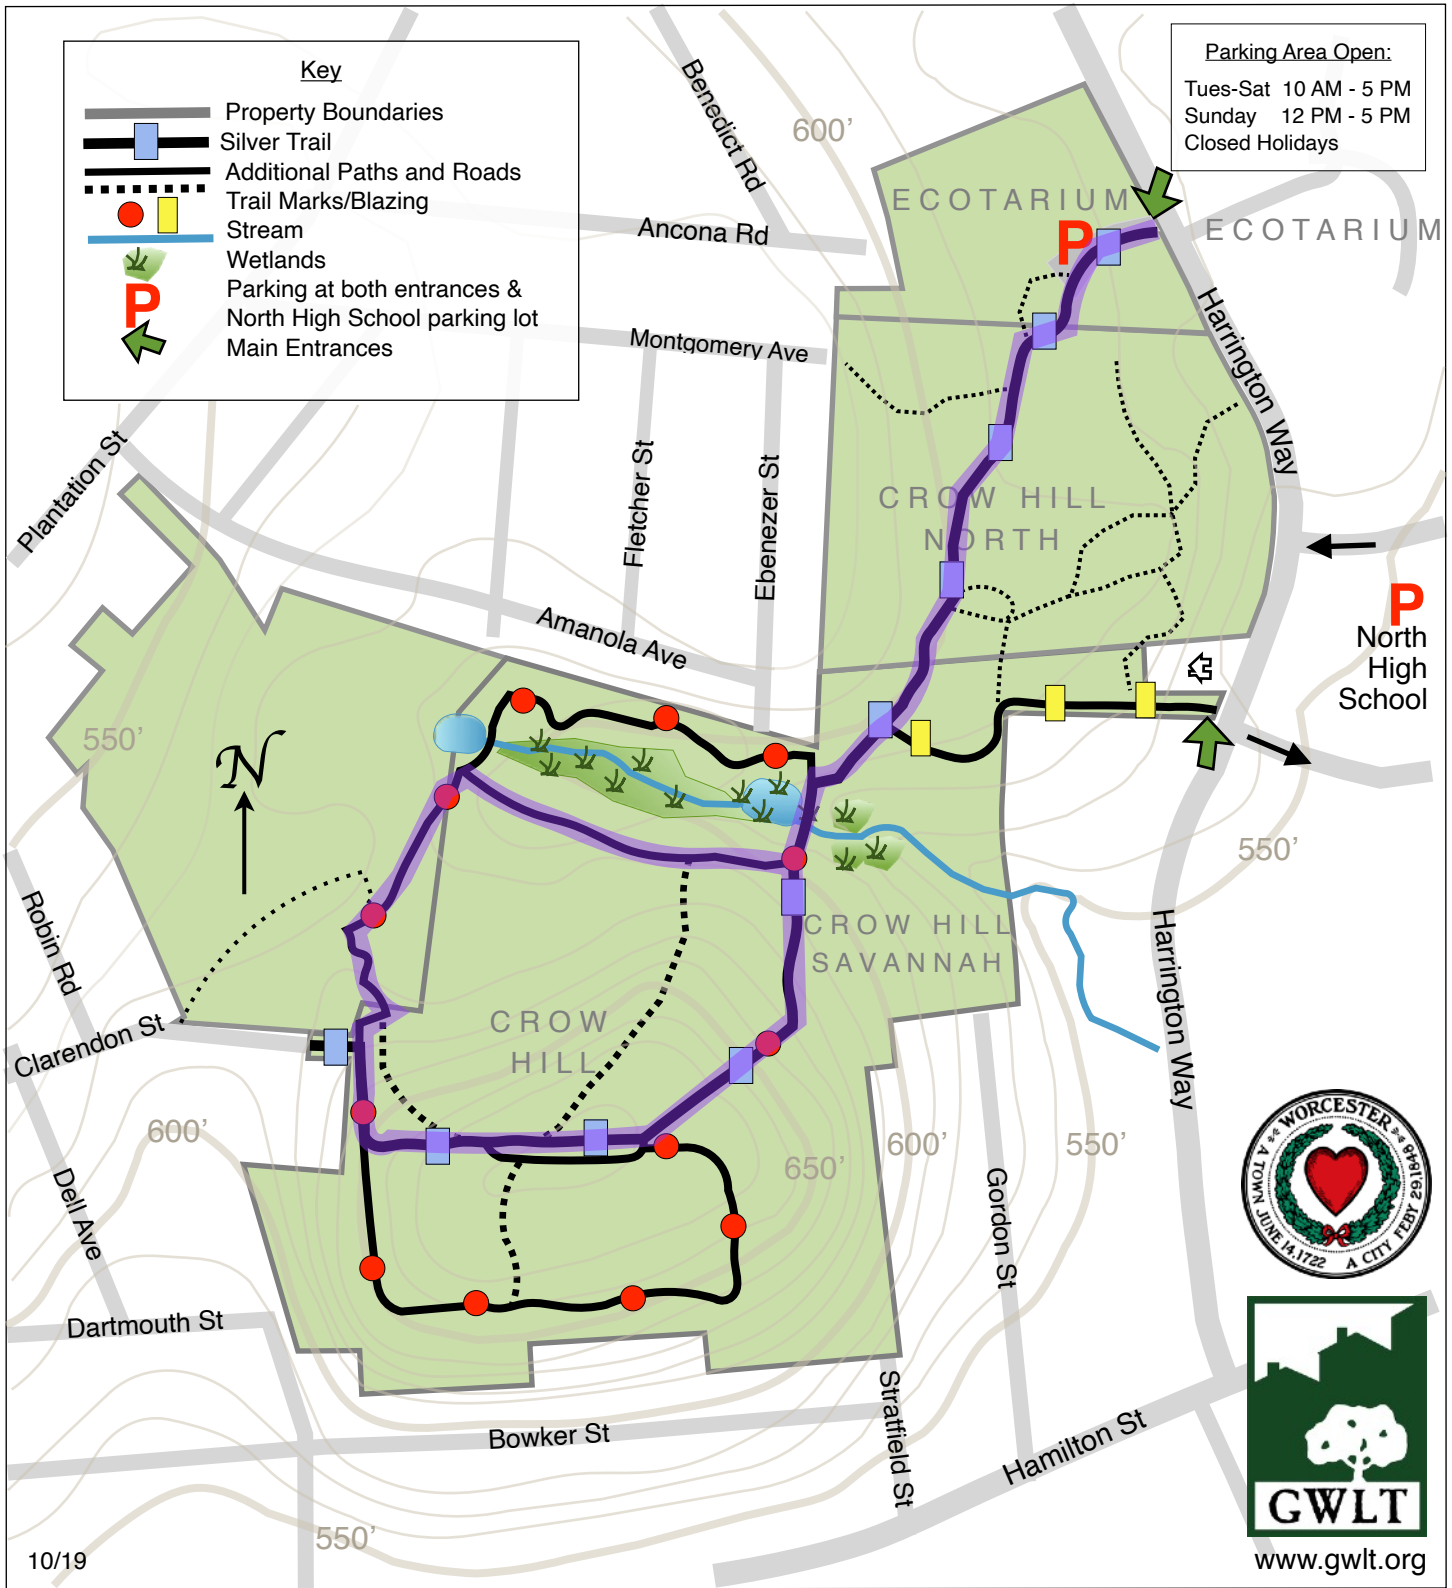 Key
Property Boundaries
Silver Trail
Additional Paths and Roads
Trail Marks/Blazing
Stream
Wetlands
P
Parking at both entrances &
North High School parking lot
Main Entrances
Parking Area Open:
Tues-Sat 10 AM - 5 PM
Sunday 12 PM - 5 PM
Closed Holidays
Benedict Rd
600’
ECOTARIUM
P
ECOTARIUM
Ancona Rd
Harrington Way
Montgomery Ave
Plantation St
Fletcher St
Ebenezer St
CROW HILL
NORTH
P
North
High
School
Amanola Ave
550’
N
550’
Robin Rd
CROW HILL
SAVANNAH
Harrington Way
CROW
HILL
Clarendon St
600’
650’
600’
550’
Dell Ave
Gordon St
WORCESTER
A TOWN JUNE 14,1722
A CITY FEBY 29,1848
Dartmouth St
Stratfield St
Bowker St
Hamilton St
GWLT
550’
10/19
www.gwlt.org